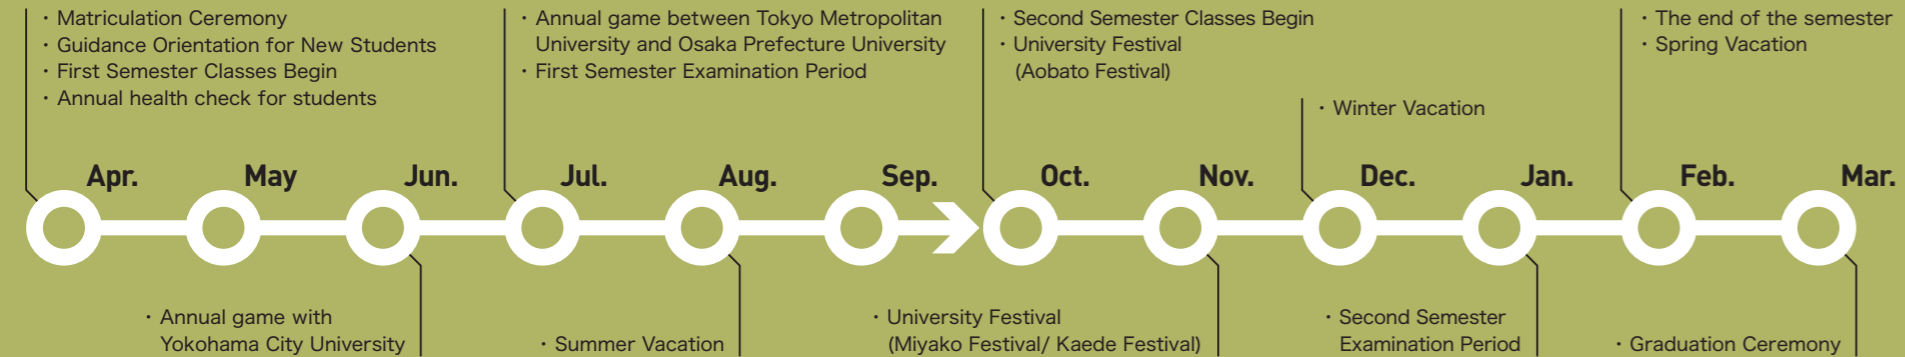 ・Matriculation Ceremony
・Guidance Orientation for New Students
・First Semester Classes Begin
・Annual health check for students
・Annual game between Tokyo Metropolitan
University and Osaka Prefecture University
・First Semester Examination Period
・Second Semester Classes Begin
・University Festival
(Aobato Festival)
・Winter Vacation
・The end of the semester
・Spring Vacation
Apr.
May
Jun.
Jul.
Aug.
Sep.
Oct.
Nov.
Dec.
Jan.
Feb.
Mar.
・Annual game with
Yokohama City University
・Summer Vacation
・University Festival
(Miyako Festival/ Kaede Festival)
・Second Semester
Examination Period
・Graduation Ceremony